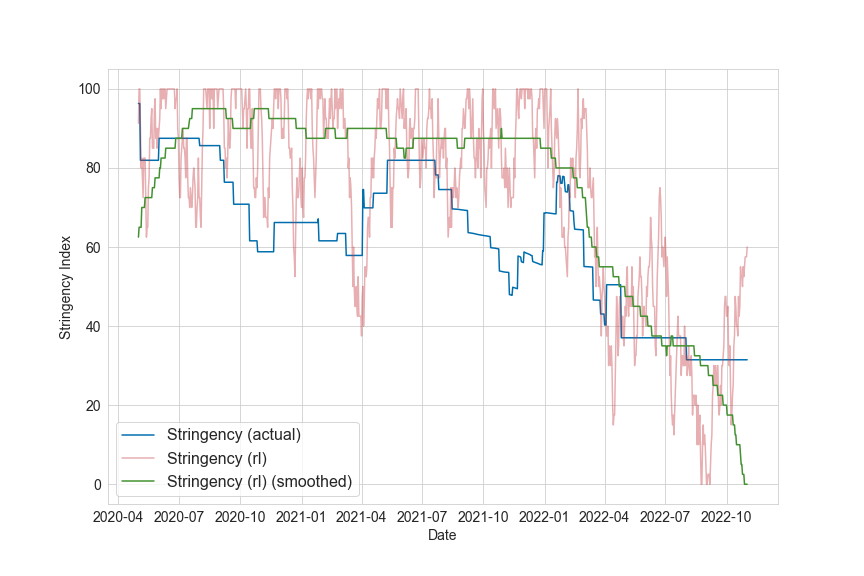 100
80
60
40
20
0
Stringency Index
Stringency (actual)
Stringency (rl)
Stringency (rl) (smoothed)
2020-04 2020-07 2020-10 2021-01 2021-04 2021-07 2021-10 2022-01 2022-04 2022-07 2022-10
Date